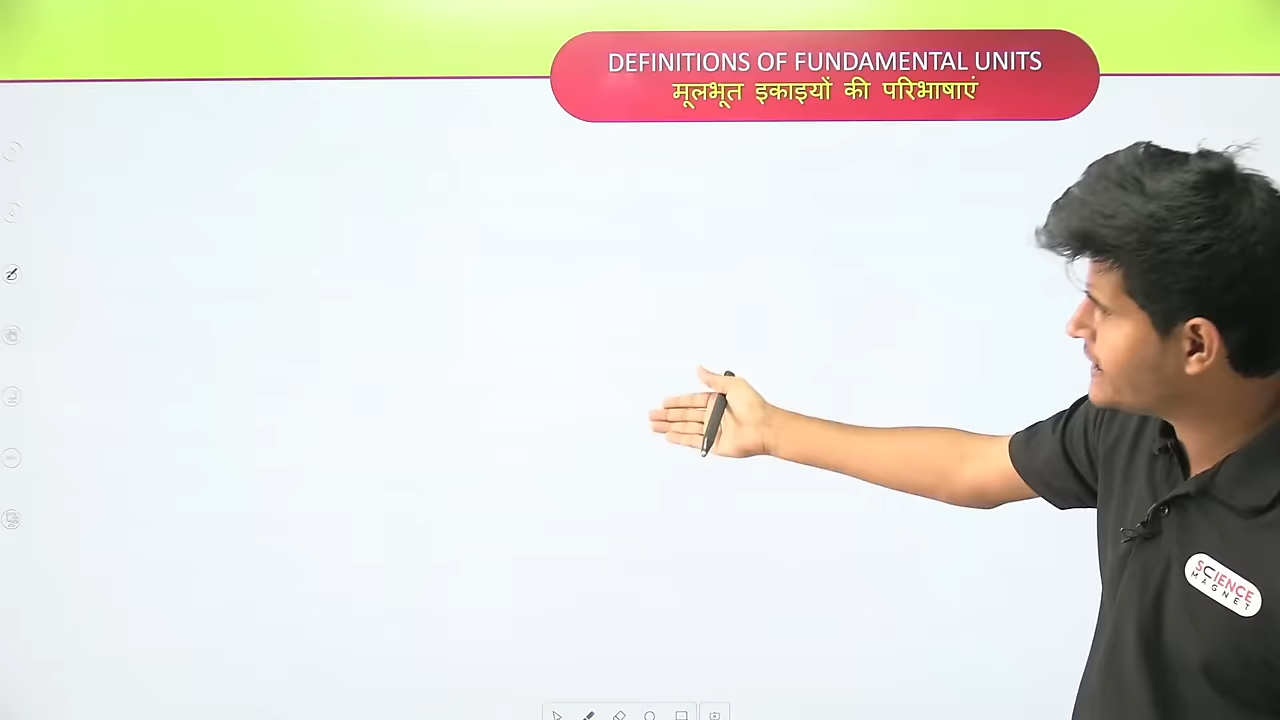 DEFINITIONS OF FUNDAMENTAL UNITS
मूलभूत इकाइयों की परिभाषाएं
SCIENCE
MAGNET